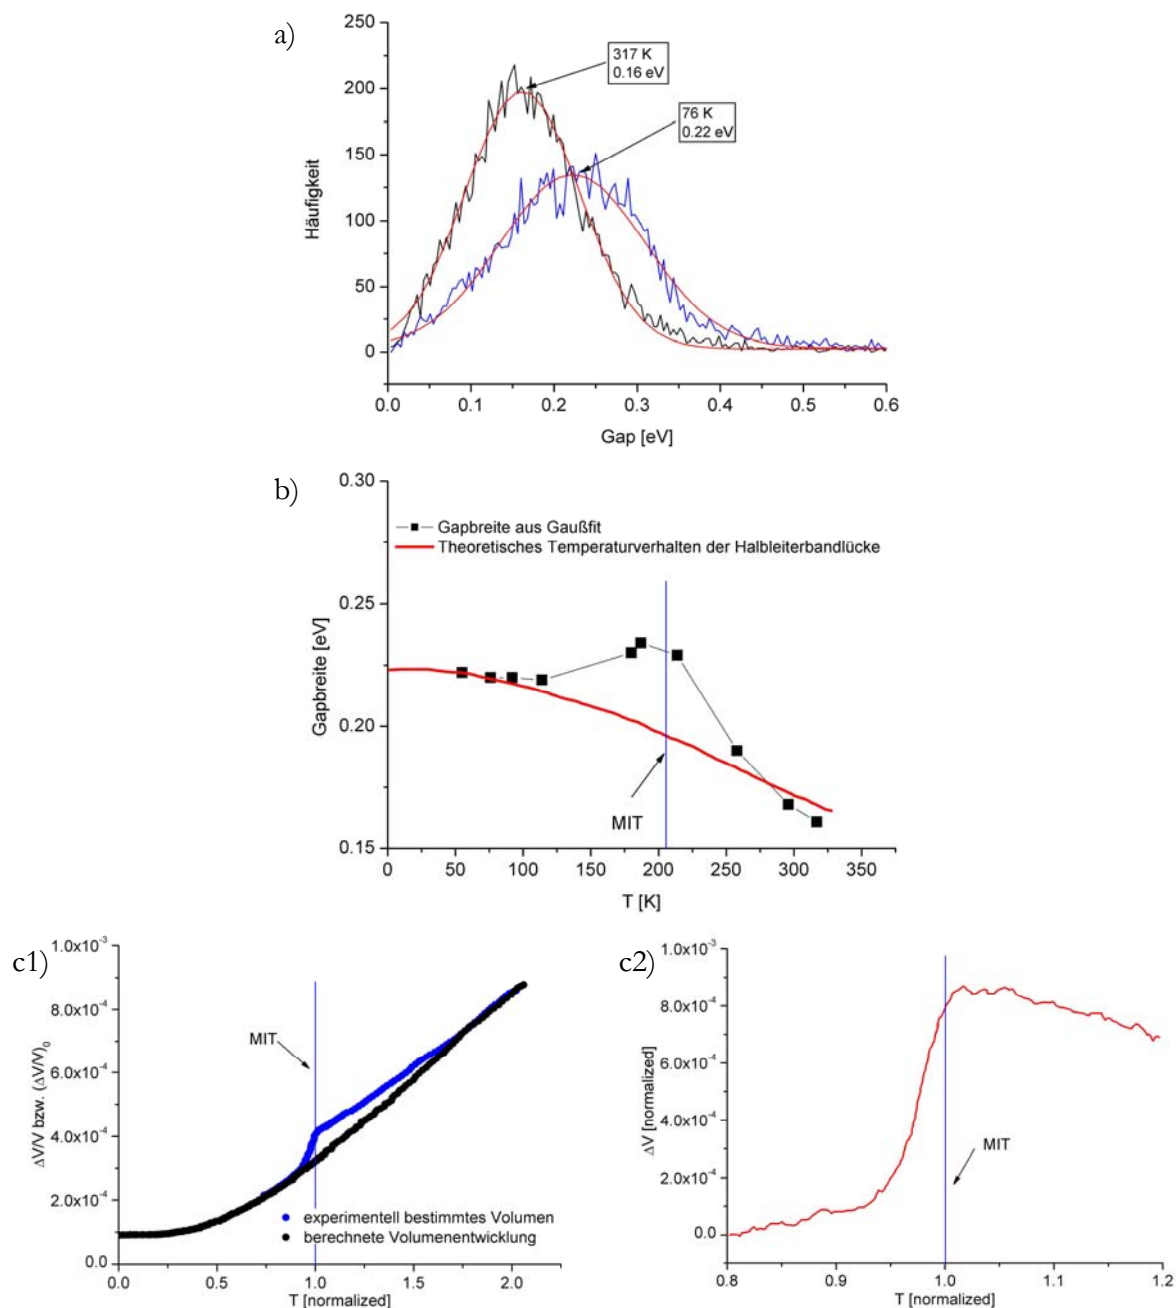 a)
250
200
150
100
50
0
Häufigkeit
317 K
0.16 eV
76 K
0.22 eV
0.0 0.1 0.2 0.3 0.4 0.5 0.6
Gap [eV]
b)
0.30
0.25
0.20
0.15
Gapbreite [eV]
Gapbreite aus Gaußfit
Theoretisches Temperaturverhalten der Halbleiterbandlücke
MIT
0 50 100 150 200 250 300 350
T [K]
c1)
1.0x10⁻³
8.0x10⁻⁴
6.0x10⁻⁴
4.0x10⁻⁴
2.0x10⁻⁴
0.0
ΔV/V bzw. (ΔV/V)₀
MIT
experimentell bestimmtes Volumen
berechnete Volumenentwicklung
0.0 0.5 1.0 1.5 2.0
T [normalized]
c2)
1.0x10⁻³
8.0x10⁻⁴
6.0x10⁻⁴
4.0x10⁻⁴
2.0x10⁻⁴
0.0
ΔV [normalized]
MIT
0.8 0.9 1.0 1.1 1.2
T [normalized]